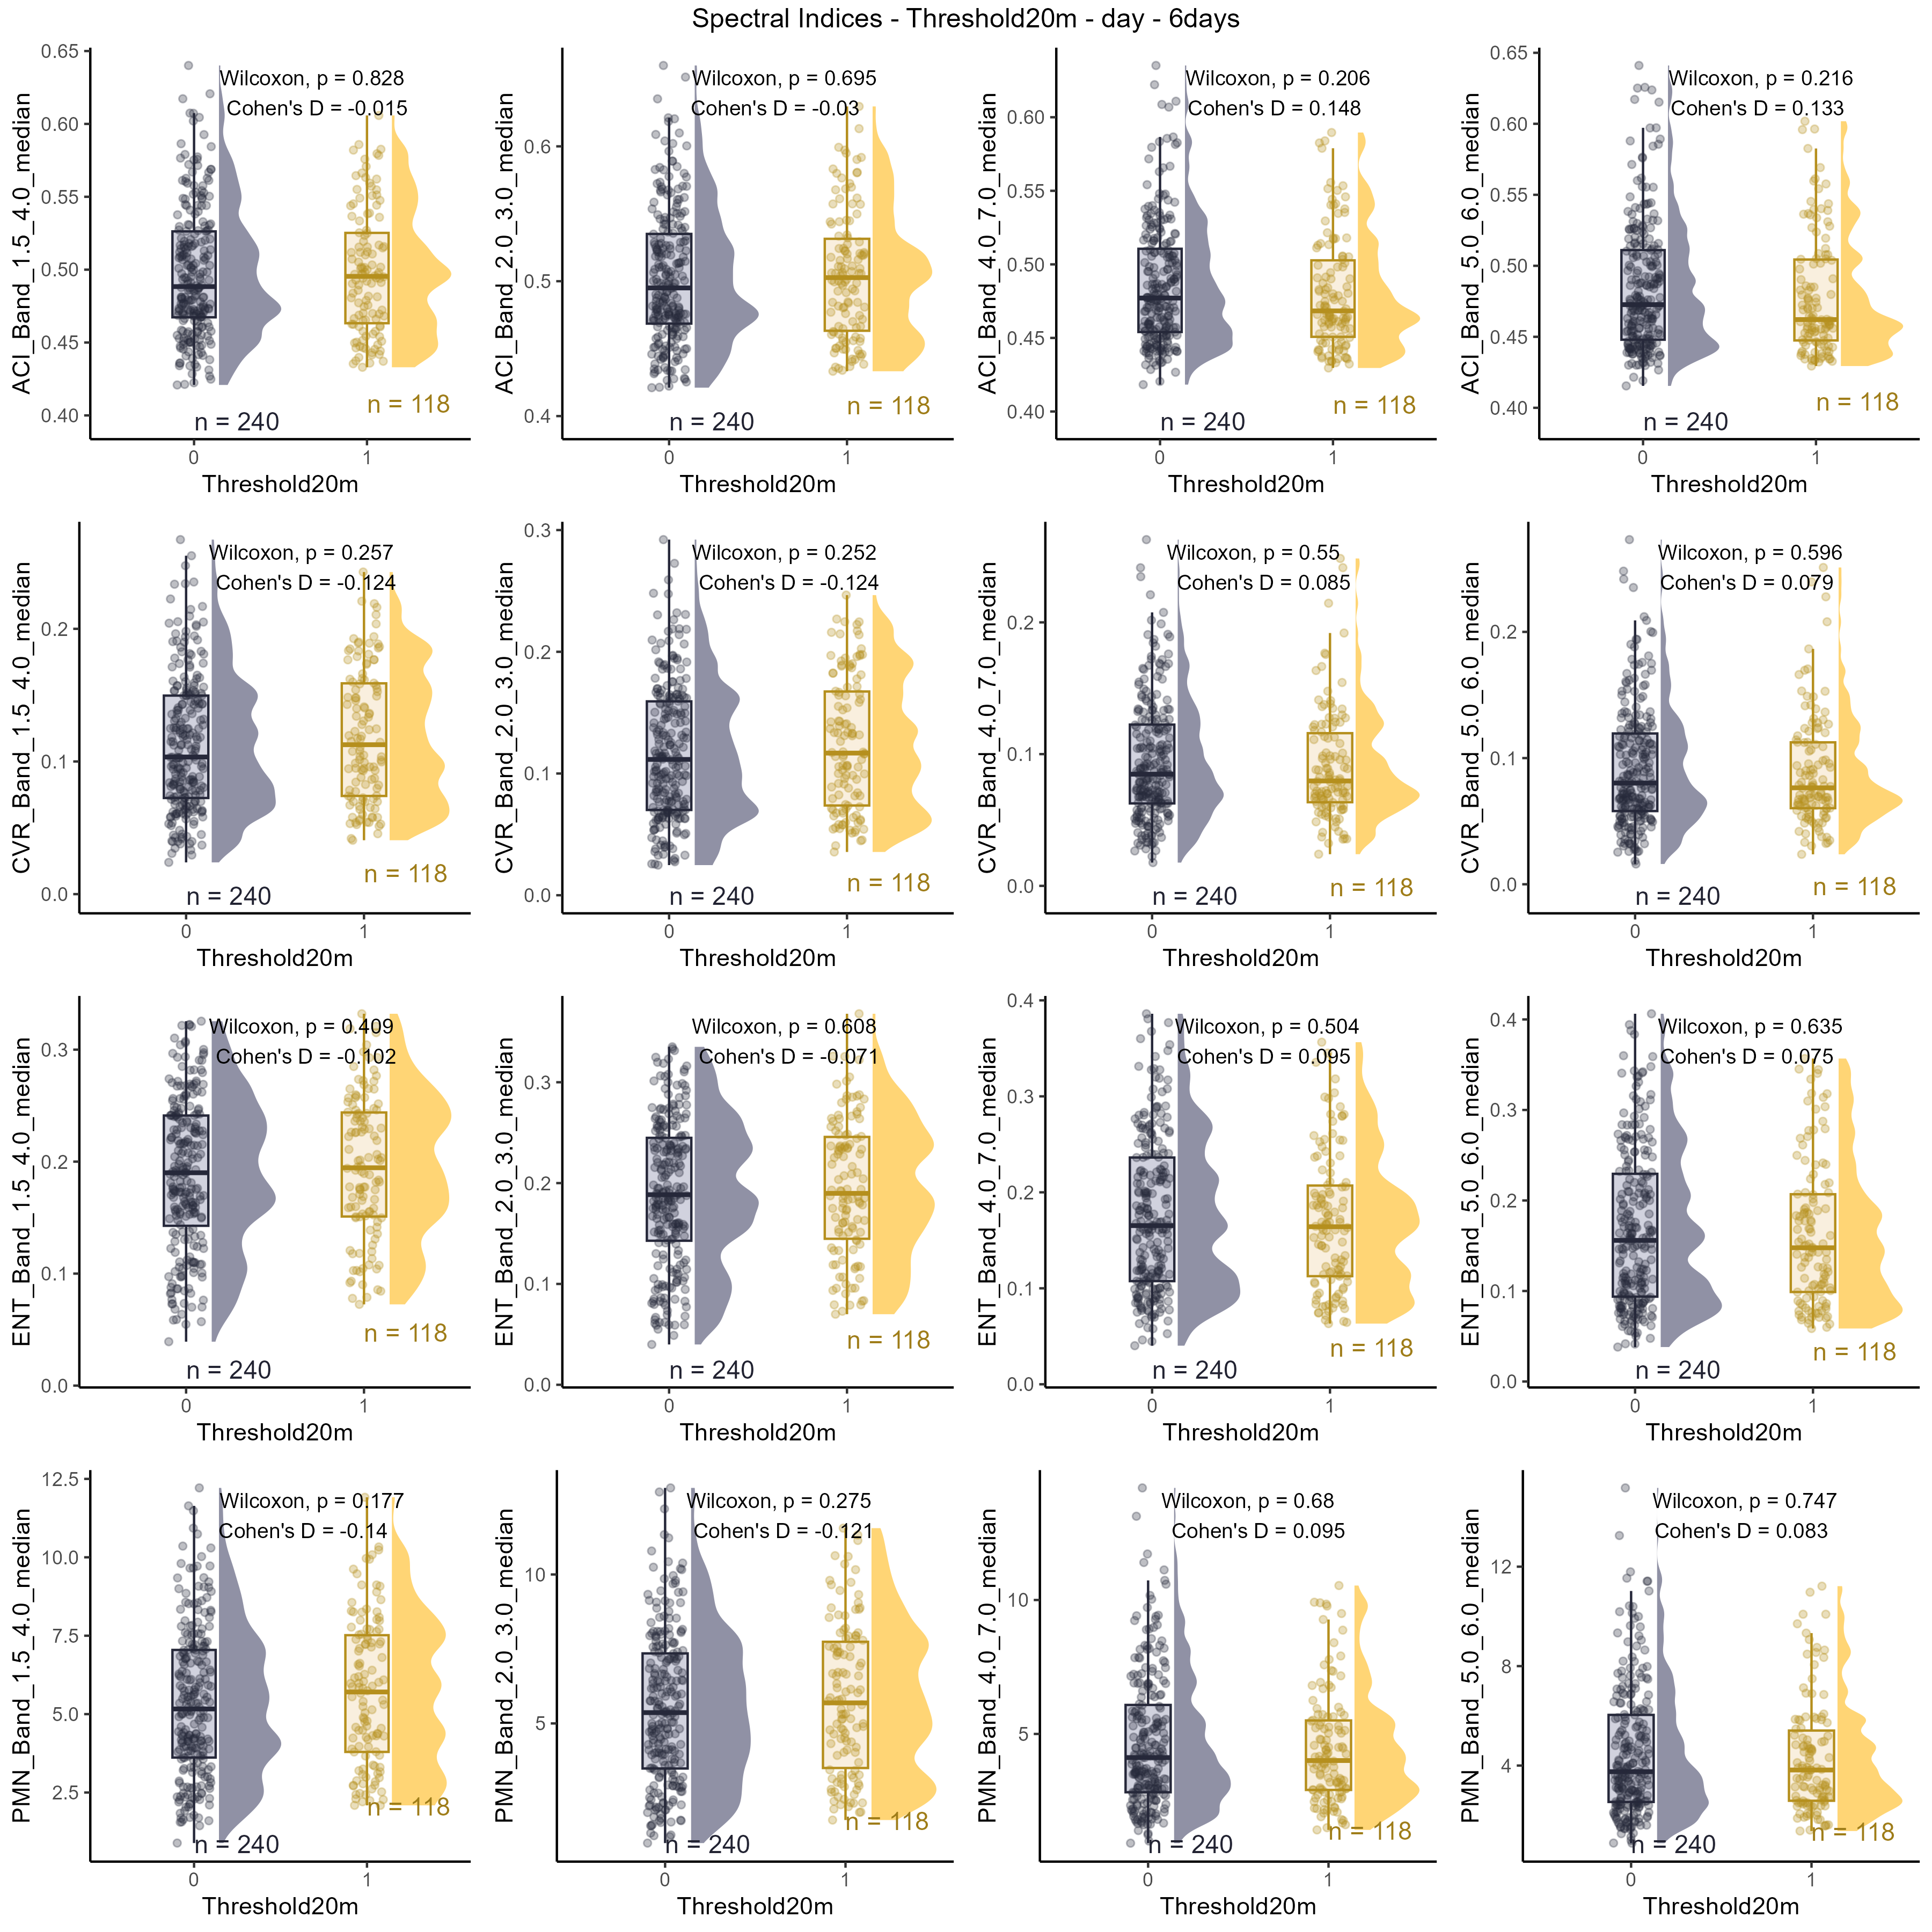 Spectral Indices - Threshold20m - day - 6days
ACI_Band_1.5_4.0_median
0.65
0.60
0.55
0.50
0.45
0.40
Wilcoxon, p = 0.828
Cohen's D = -0.015
n = 240
n = 118
0
1
Threshold20m
ACI_Band_2.0_3.0_median
0.6
0.5
0.4
Wilcoxon, p = 0.695
Cohen's D = -0.03
n = 240
n = 118
0
1
Threshold20m
ACI_Band_4.0_7.0_median
0.60
0.55
0.50
0.45
0.40
Wilcoxon, p = 0.206
Cohen's D = 0.148
n = 240
n = 118
0
1
Threshold20m
ACI_Band_5.0_6.0_median
0.65
0.60
0.55
0.50
0.45
0.40
Wilcoxon, p = 0.216
Cohen's D = 0.133
n = 240
n = 118
0
1
Threshold20m
CVR_Band_1.5_4.0_median
0.2
0.1
0.0
Wilcoxon, p = 0.257
Cohen's D = -0.124
n = 240
n = 118
0
1
Threshold20m
CVR_Band_2.0_3.0_median
0.3
0.2
0.1
0.0
Wilcoxon, p = 0.252
Cohen's D = -0.124
n = 240
n = 118
0
1
Threshold20m
CVR_Band_4.0_7.0_median
0.2
0.1
0.0
Wilcoxon, p = 0.55
Cohen's D = 0.085
n = 240
n = 118
0
1
Threshold20m
CVR_Band_5.0_6.0_median
0.2
0.1
0.0
Wilcoxon, p = 0.596
Cohen's D = 0.079
n = 240
n = 118
0
1
Threshold20m
ENT_Band_1.5_4.0_median
0.3
0.2
0.1
0.0
Wilcoxon, p = 0.409
Cohen's D = -0.102
n = 240
n = 118
0
1
Threshold20m
ENT_Band_2.0_3.0_median
0.3
0.2
0.1
0.0
Wilcoxon, p = 0.608
Cohen's D = -0.071
n = 240
n = 118
0
1
Threshold20m
ENT_Band_4.0_7.0_median
0.4
0.3
0.2
0.1
0.0
Wilcoxon, p = 0.504
Cohen's D = 0.095
n = 240
n = 118
0
1
Threshold20m
ENT_Band_5.0_6.0_median
0.4
0.3
0.2
0.1
0.0
Wilcoxon, p = 0.635
Cohen's D = 0.075
n = 240
n = 118
0
1
Threshold20m
PMN_Band_1.5_4.0_median
12.5
10.0
7.5
5.0
2.5
Wilcoxon, p = 0.177
Cohen's D = -0.14
n = 240
n = 118
0
1
Threshold20m
PMN_Band_2.0_3.0_median
10
5
Wilcoxon, p = 0.275
Cohen's D = -0.121
n = 240
n = 118
0
1
Threshold20m
PMN_Band_4.0_7.0_median
10
5
Wilcoxon, p = 0.68
Cohen's D = 0.095
n = 240
n = 118
0
1
Threshold20m
PMN_Band_5.0_6.0_median
12
8
4
Wilcoxon, p = 0.747
Cohen's D = 0.083
n = 240
n = 118
0
1
Threshold20m